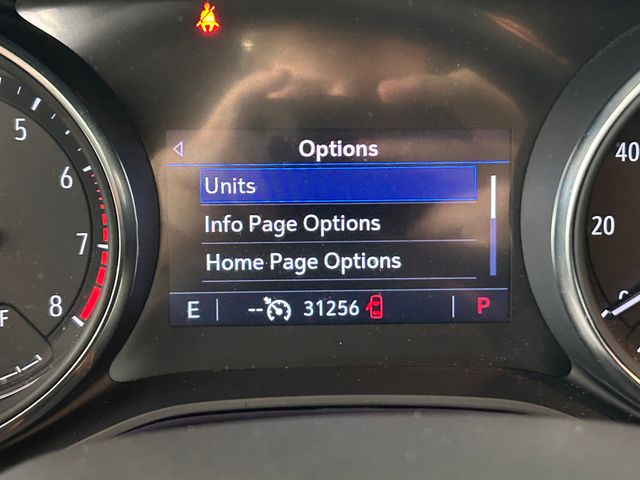 Options
5
Units
40
6
Info Page Options
20
7
Home Page Options
8
E -- 31256 P
F